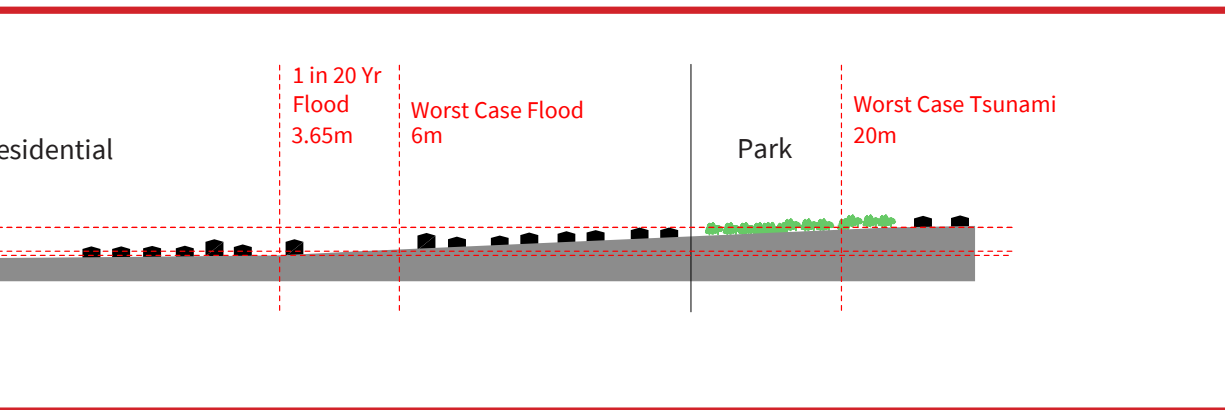 1 in 20 Yr
Flood
3.65m
Worst Case Flood
6m
Worst Case Tsunami
20m
esidential
Park